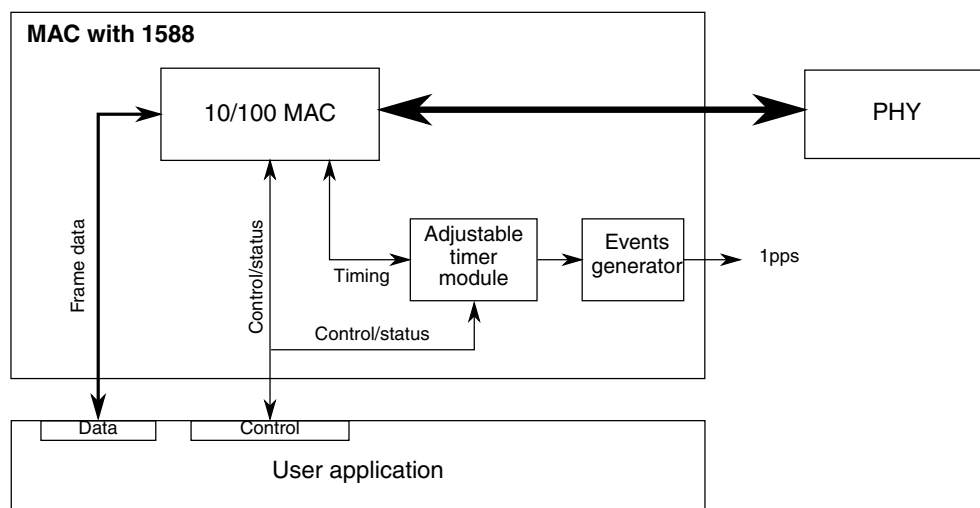 MAC with 1588
10/100 MAC
PHY
Frame data
Control/status
Timing
Adjustable
timer
module
Events
generator
1pps
Control/status
Data
Control
User application